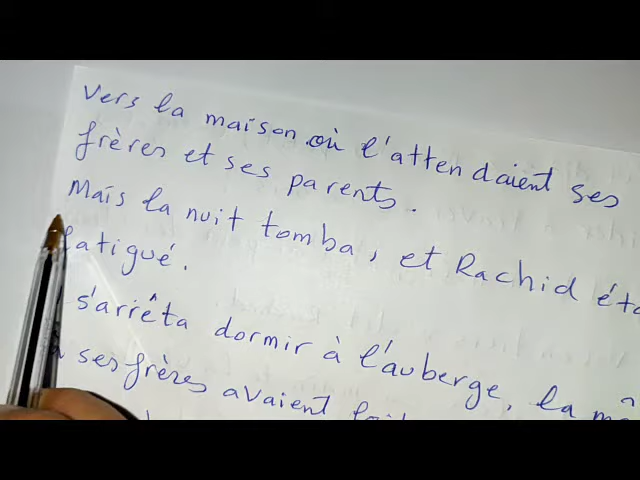 vers la maison où l'attendaient ses
frères et ses parents.
Mais la nuit tomba, et Rachid
fatigué.
s'arrêta dormir à l'auberge, la
ses frères avaient